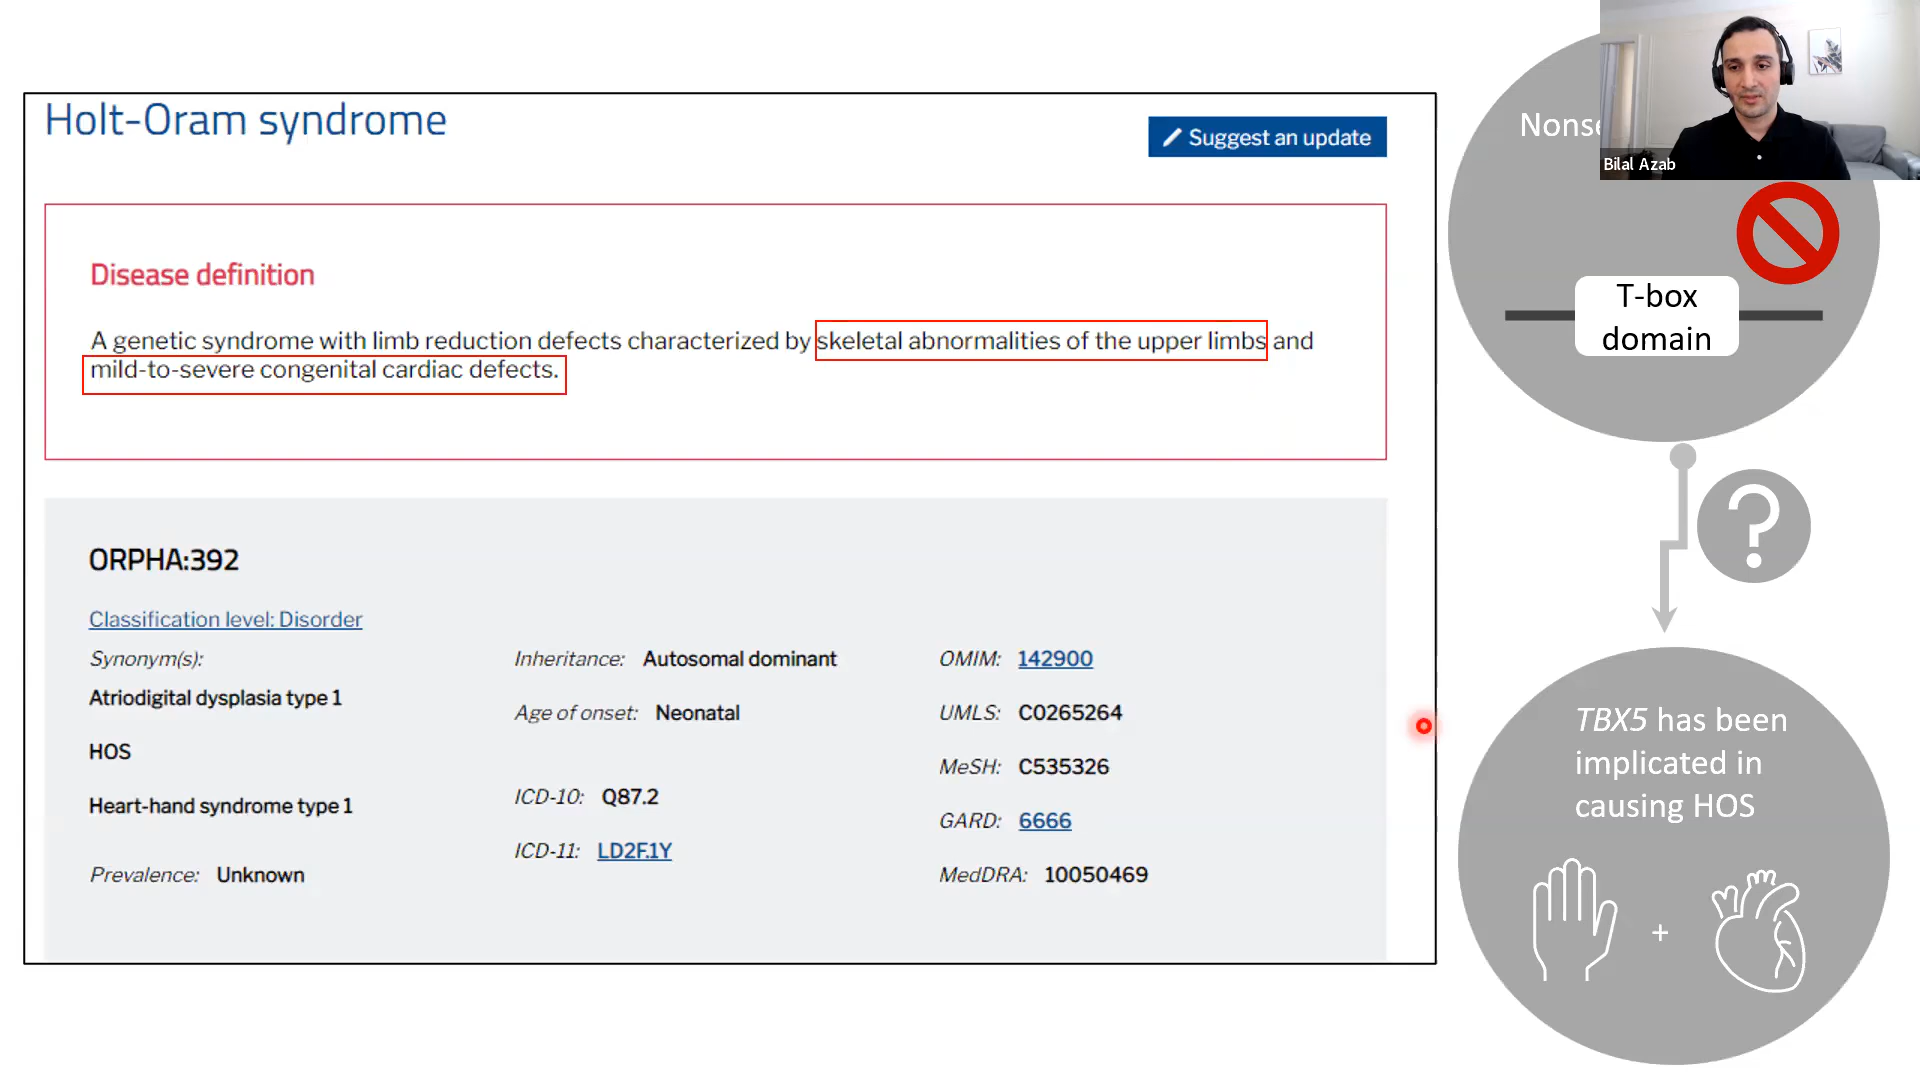 Holt-Oram syndrome
Suggest an update
Disease definition
A genetic syndrome with limb reduction defects characterized by skeletal abnormalities of the upper limbs and
mild-to-severe congenital cardiac defects.
ORPHA:392
Classification level: Disorder
Synonym(s):
Atriodigital dysplasia type 1
HOS
Heart-hand syndrome type 1
Prevalence: Unknown
Inheritance: Autosomal dominant
Age of onset: Neonatal
ICD-10: Q87.2
ICD-11: LD2F.1Y
OMIM: 142900
UMLS: C0265264
MeSH: C535326
GARD: 6666
MedDRA: 10050469
Bilal Azab
T-box
domain
?
TBX5 has been
implicated in
causing HOS
+